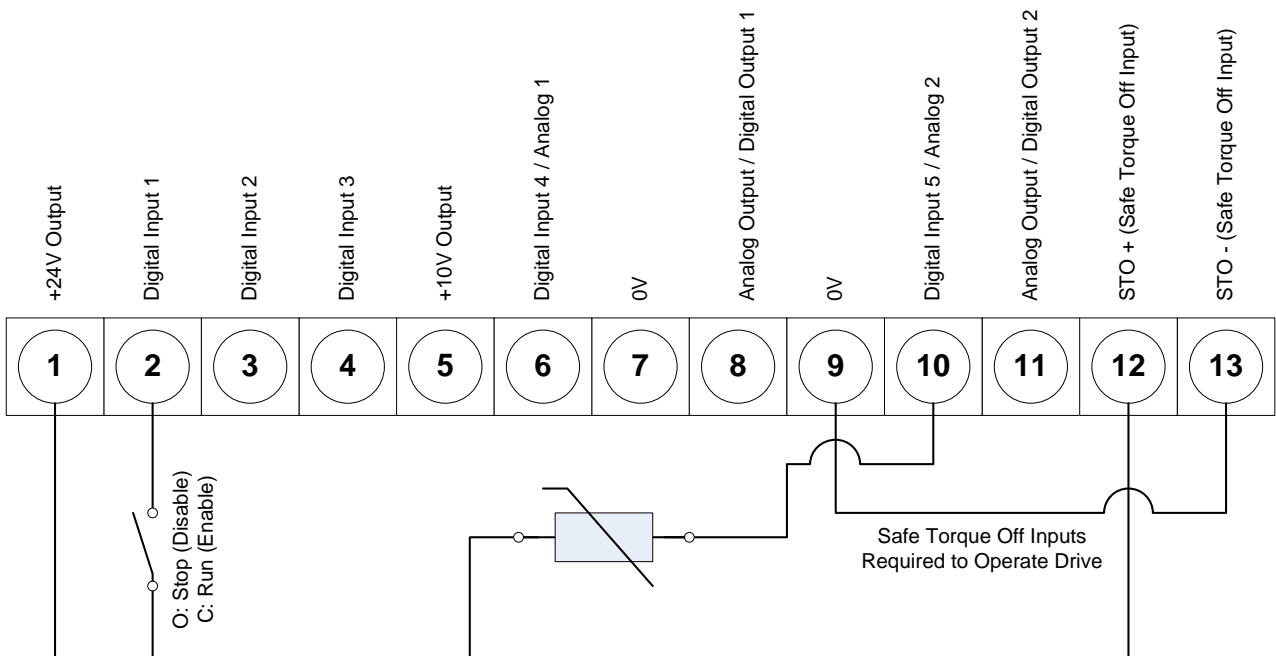 +24V Output
Digital Input 1
Digital Input 2
Digital Input 3
+10V Output
Digital Input 4 / Analog 1
0V
Analog Output / Digital Output 1
0V
Digital Input 5 / Analog 2
Analog Output / Digital Output 2
STO + (Safe Torque Off Input)
STO - (Safe Torque Off Input)
1
2
3
4
5
6
7
8
9
10
11
12
13
O: Stop (Disable)
C: Run (Enable)
Safe Torque Off Inputs
Required to Operate Drive